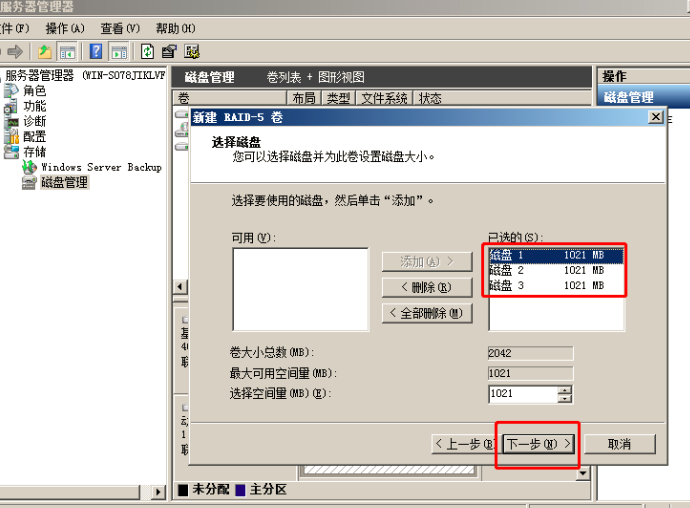 服务器管理器
件(F) 操作(A) 查看(V) 帮助(H)
服务器管理器 (WIN-S078JIKLVF
角色
功能
诊断
配置
存储
Windows Server Backup
磁盘管理
磁盘管理 卷列表 + 图形视图
卷 布局 类型 文件系统 状态
操作
磁盘管理
新建 RAID-5 卷
选择磁盘
您可以选择磁盘并为此卷设置磁盘大小。
选择要使用的磁盘，然后单击“添加”。
可用(V):
已选的(S):
添加(A) >
< 删除(R)
< 全部删除(M)
磁盘 1 1021 MB
磁盘 2 1021 MB
磁盘 3 1021 MB
卷大小总数(MB): 2042
最大可用空间量(MB): 1021
选择空间量(MB)(E): 1021
< 上一步(B) 下一步(N) > 取消
基
联
动
1
联
未分配 主分区